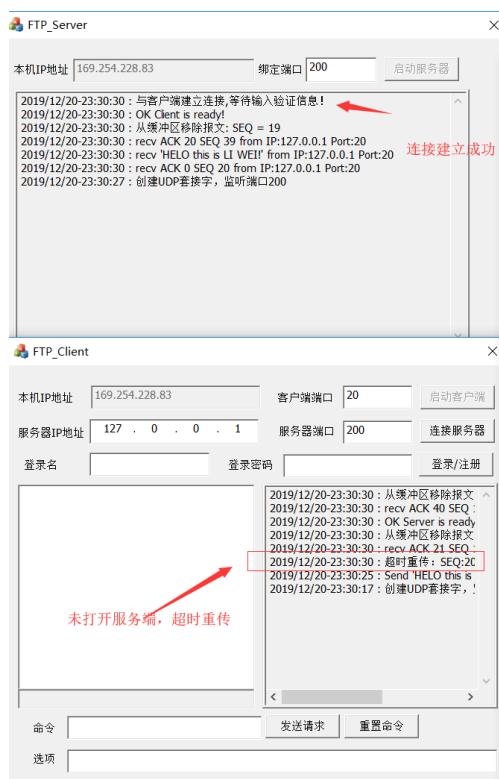 FTP_Server
本机IP地址 169.254.228.83 绑定端口 200 启动服务器
2019/12/20-23:30:30 : 与客户端建立连接,等待输入验证信息！
2019/12/20-23:30:30 : OK Client is ready!
2019/12/20-23:30:30 : 从缓冲区移除报文: SEQ = 19
2019/12/20-23:30:30 : recv ACK 20 SEQ 39 from IP:127.0.0.1 Port:20
2019/12/20-23:30:30 : recv 'HELO this is LI WEI!' from IP:127.0.0.1 Port:20
2019/12/20-23:30:30 : recv ACK 0 SEQ 20 from IP:127.0.0.1 Port:20
2019/12/20-23:30:27 : 创建UDP套接字，监听端口200
连接建立成功
FTP_Client
本机IP地址 169.254.228.83 客户端端口 20 启动客户端
服务器IP地址 127 . 0 . 0 . 1 服务器端口 200 连接服务器
登录名 登录密码 登录/注册
2019/12/20-23:30:30 : 从缓冲区移除报文
2019/12/20-23:30:30 : recv ACK 40 SEQ
2019/12/20-23:30:30 : OK Server is ready
2019/12/20-23:30:30 : 从缓冲区移除报文
2019/12/20-23:30:30 : recv ACK 21 SEQ
2019/12/20-23:30:30 : 超时重传：SEQ:20
2019/12/20-23:30:25 : Send 'HELO this is
2019/12/20-23:30:17 : 创建UDP套接字，
未打开服务端，超时重传
命令 发送请求 重置命令
选项